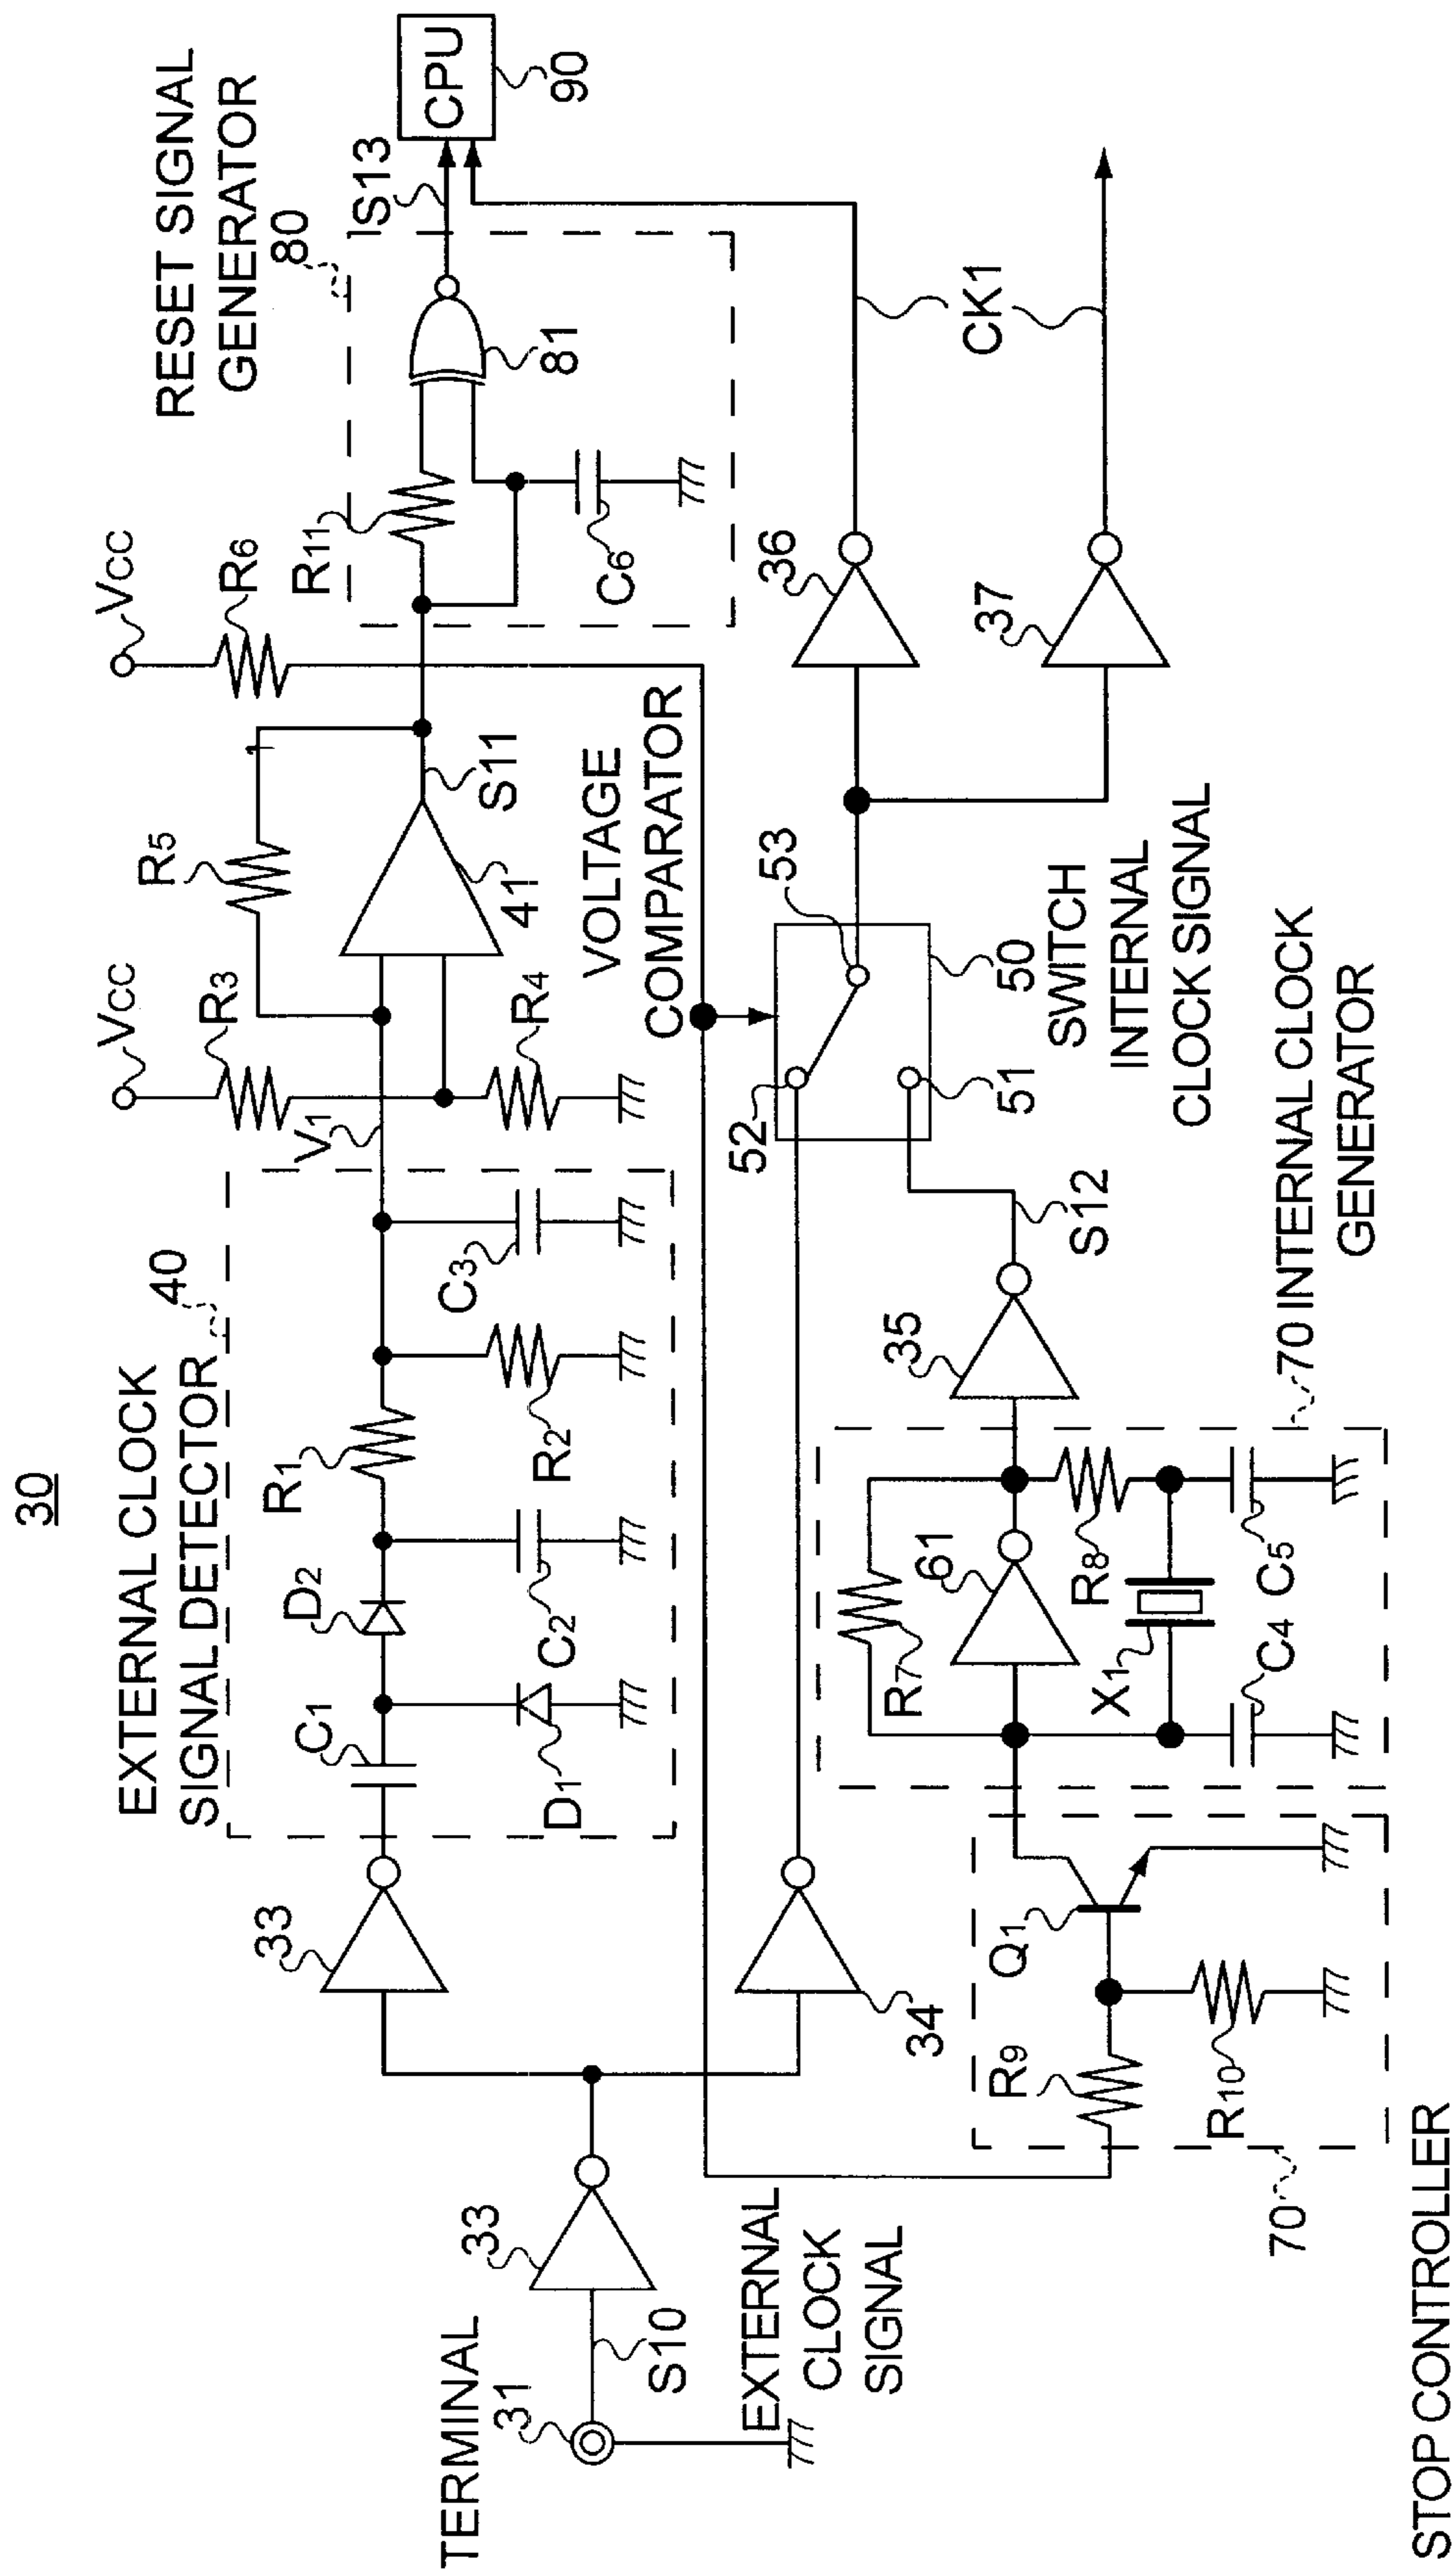 30
EXTERNAL CLOCK
SIGNAL DETECTOR
40
RESET SIGNAL
GENERATOR
80
VCC
VCC
R3
R5
R6
R11
S13
CPU
90
33
C1
D2
R1
V1
D1
C2
R2
C3
R4
41
S11
VOLTAGE
COMPARATOR
C6
81
TERMINAL
31
33
S10
EXTERNAL
CLOCK
SIGNAL
34
52
53
51
50
SWITCH
INTERNAL
CLOCK SIGNAL
36
37
CK1
R9
Q1
R10
70
STOP CONTROLLER
R7
61
R8
X1
C4
C5
35
S12
70 INTERNAL CLOCK
GENERATOR